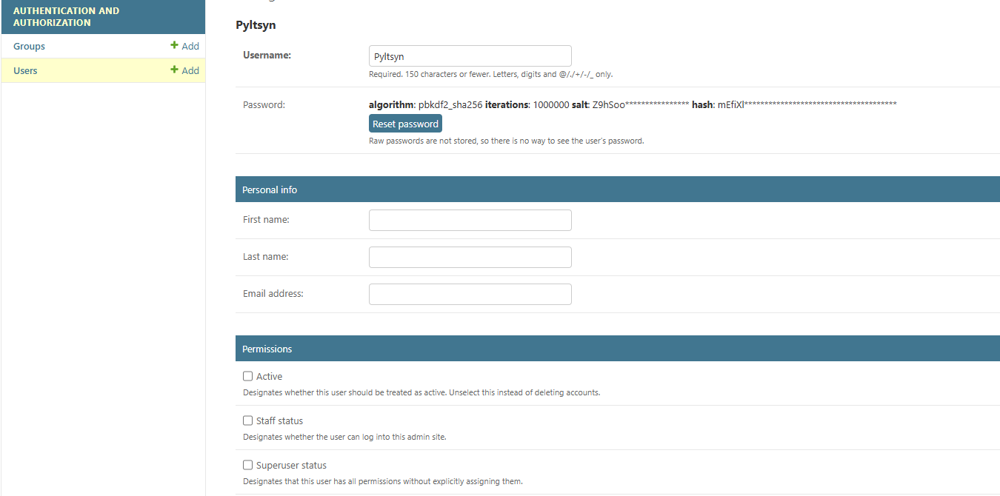 AUTHENTICATION AND
AUTHORIZATION
Groups + Add
Users + Add
Pyltsyn
Username: Pyltsyn
Required. 150 characters or fewer. Letters, digits and @/./+/-/_ only.
Password: algorithm: pbkdf2_sha256 iterations: 1000000 salt: Z9hSoo**************** hash: mEfiXl**************************************
Reset password
Raw passwords are not stored, so there is no way to see the user's password.
Personal info
First name:
Last name:
Email address:
Permissions
Active
Designates whether this user should be treated as active. Unselect this instead of deleting accounts.
Staff status
Designates whether the user can log into this admin site.
Superuser status
Designates that this user has all permissions without explicitly assigning them.